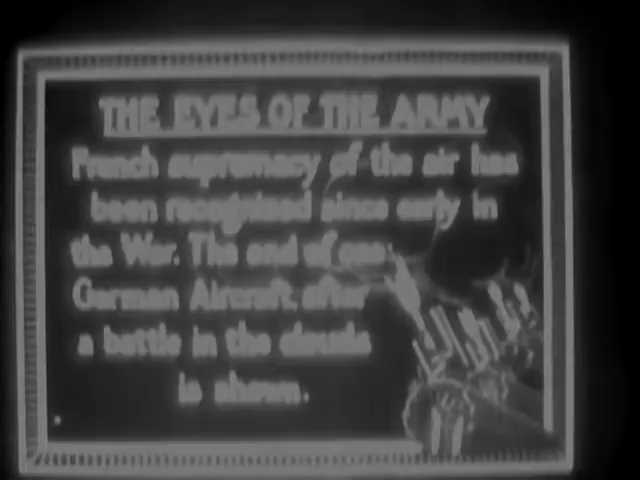 THE EYES OF THE ARMY
French supremacy of the air has
been recognised since early in
the War. The end of one
German Aircraft after
a battle in the clouds
is shown.